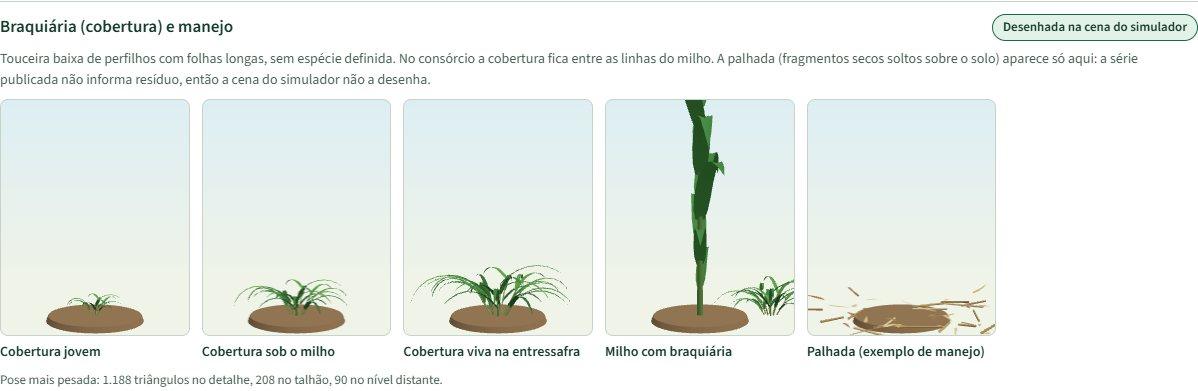 Braquiária (cobertura) e manejo
Desenhada na cena do simulador
Touceira baixa de perfilhos com folhas longas, sem espécie definida. No consórcio a cobertura fica entre as linhas do milho. A palhada (fragmentos secos soltos sobre o solo) aparece só aqui: a série
publicada não informa resíduo, então a cena do simulador não a desenha.
Cobertura jovem
Cobertura sob o milho
Cobertura viva na entressafra
Milho com braquiária
Palhada (exemplo de manejo)
Pose mais pesada: 1.188 triângulos no detalhe, 208 no talhão, 90 no nível distante.